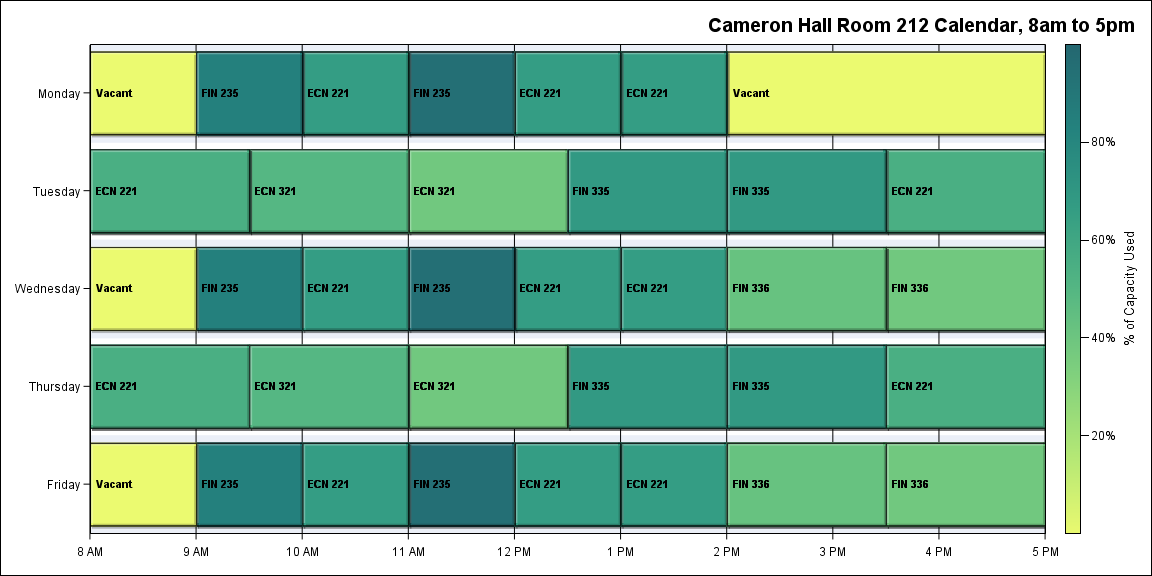 Cameron Hall Room 212 Calendar, 8am to 5pm
Monday
Vacant
FIN 235
ECN 221
FIN 235
ECN 221
ECN 221
Vacant
Tuesday
ECN 221
ECN 321
ECN 321
FIN 335
FIN 335
ECN 221
Wednesday
Vacant
FIN 235
ECN 221
FIN 235
ECN 221
ECN 221
FIN 336
FIN 336
Thursday
ECN 221
ECN 321
ECN 321
FIN 335
FIN 335
ECN 221
Friday
Vacant
FIN 235
ECN 221
FIN 235
ECN 221
ECN 221
FIN 336
FIN 336
8 AM
9 AM
10 AM
11 AM
12 PM
1 PM
2 PM
3 PM
4 PM
5 PM
80%
60%
40%
20%
% of Capacity Used